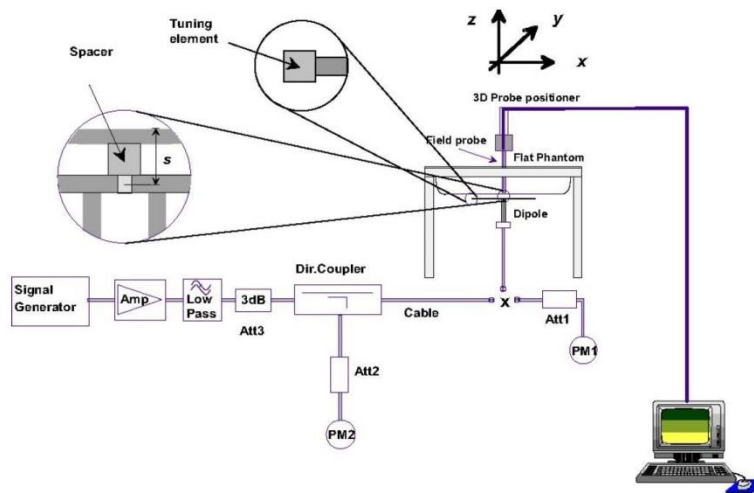 Tuning
element
Spacer
s
z
y
x
3D Probe positioner
Field probe
Flat Phantom
Dipole
Dir.Coupler
Signal
Generator
Amp
Low
Pass
3dB
Att3
Cable
x
Att1
PM1
Att2
PM2